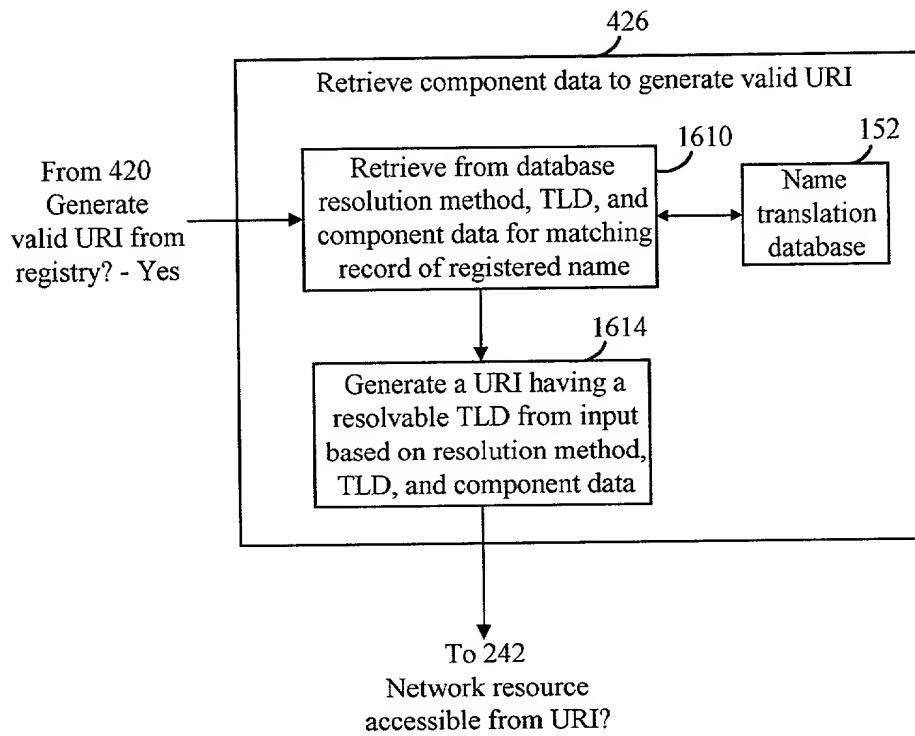 426
Retrieve component data to generate valid URI
1610
152
From 420
Generate
valid URI from
registry? - Yes
Retrieve from database
resolution method, TLD, and
component data for matching
record of registered name
Name
translation
database
1614
Generate a URI having a
resolvable TLD from input
based on resolution method,
TLD, and component data
To 242
Network resource
accessible from URI?